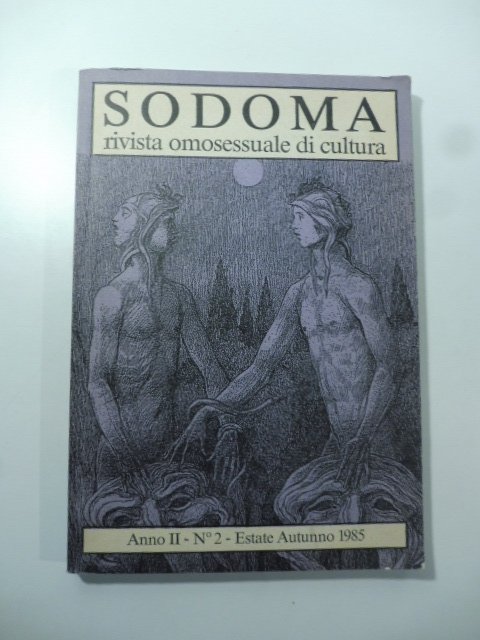 SODOMA
rivista omosessuale di cultura
Anno II - N° 2 - Estate Autunno 1985